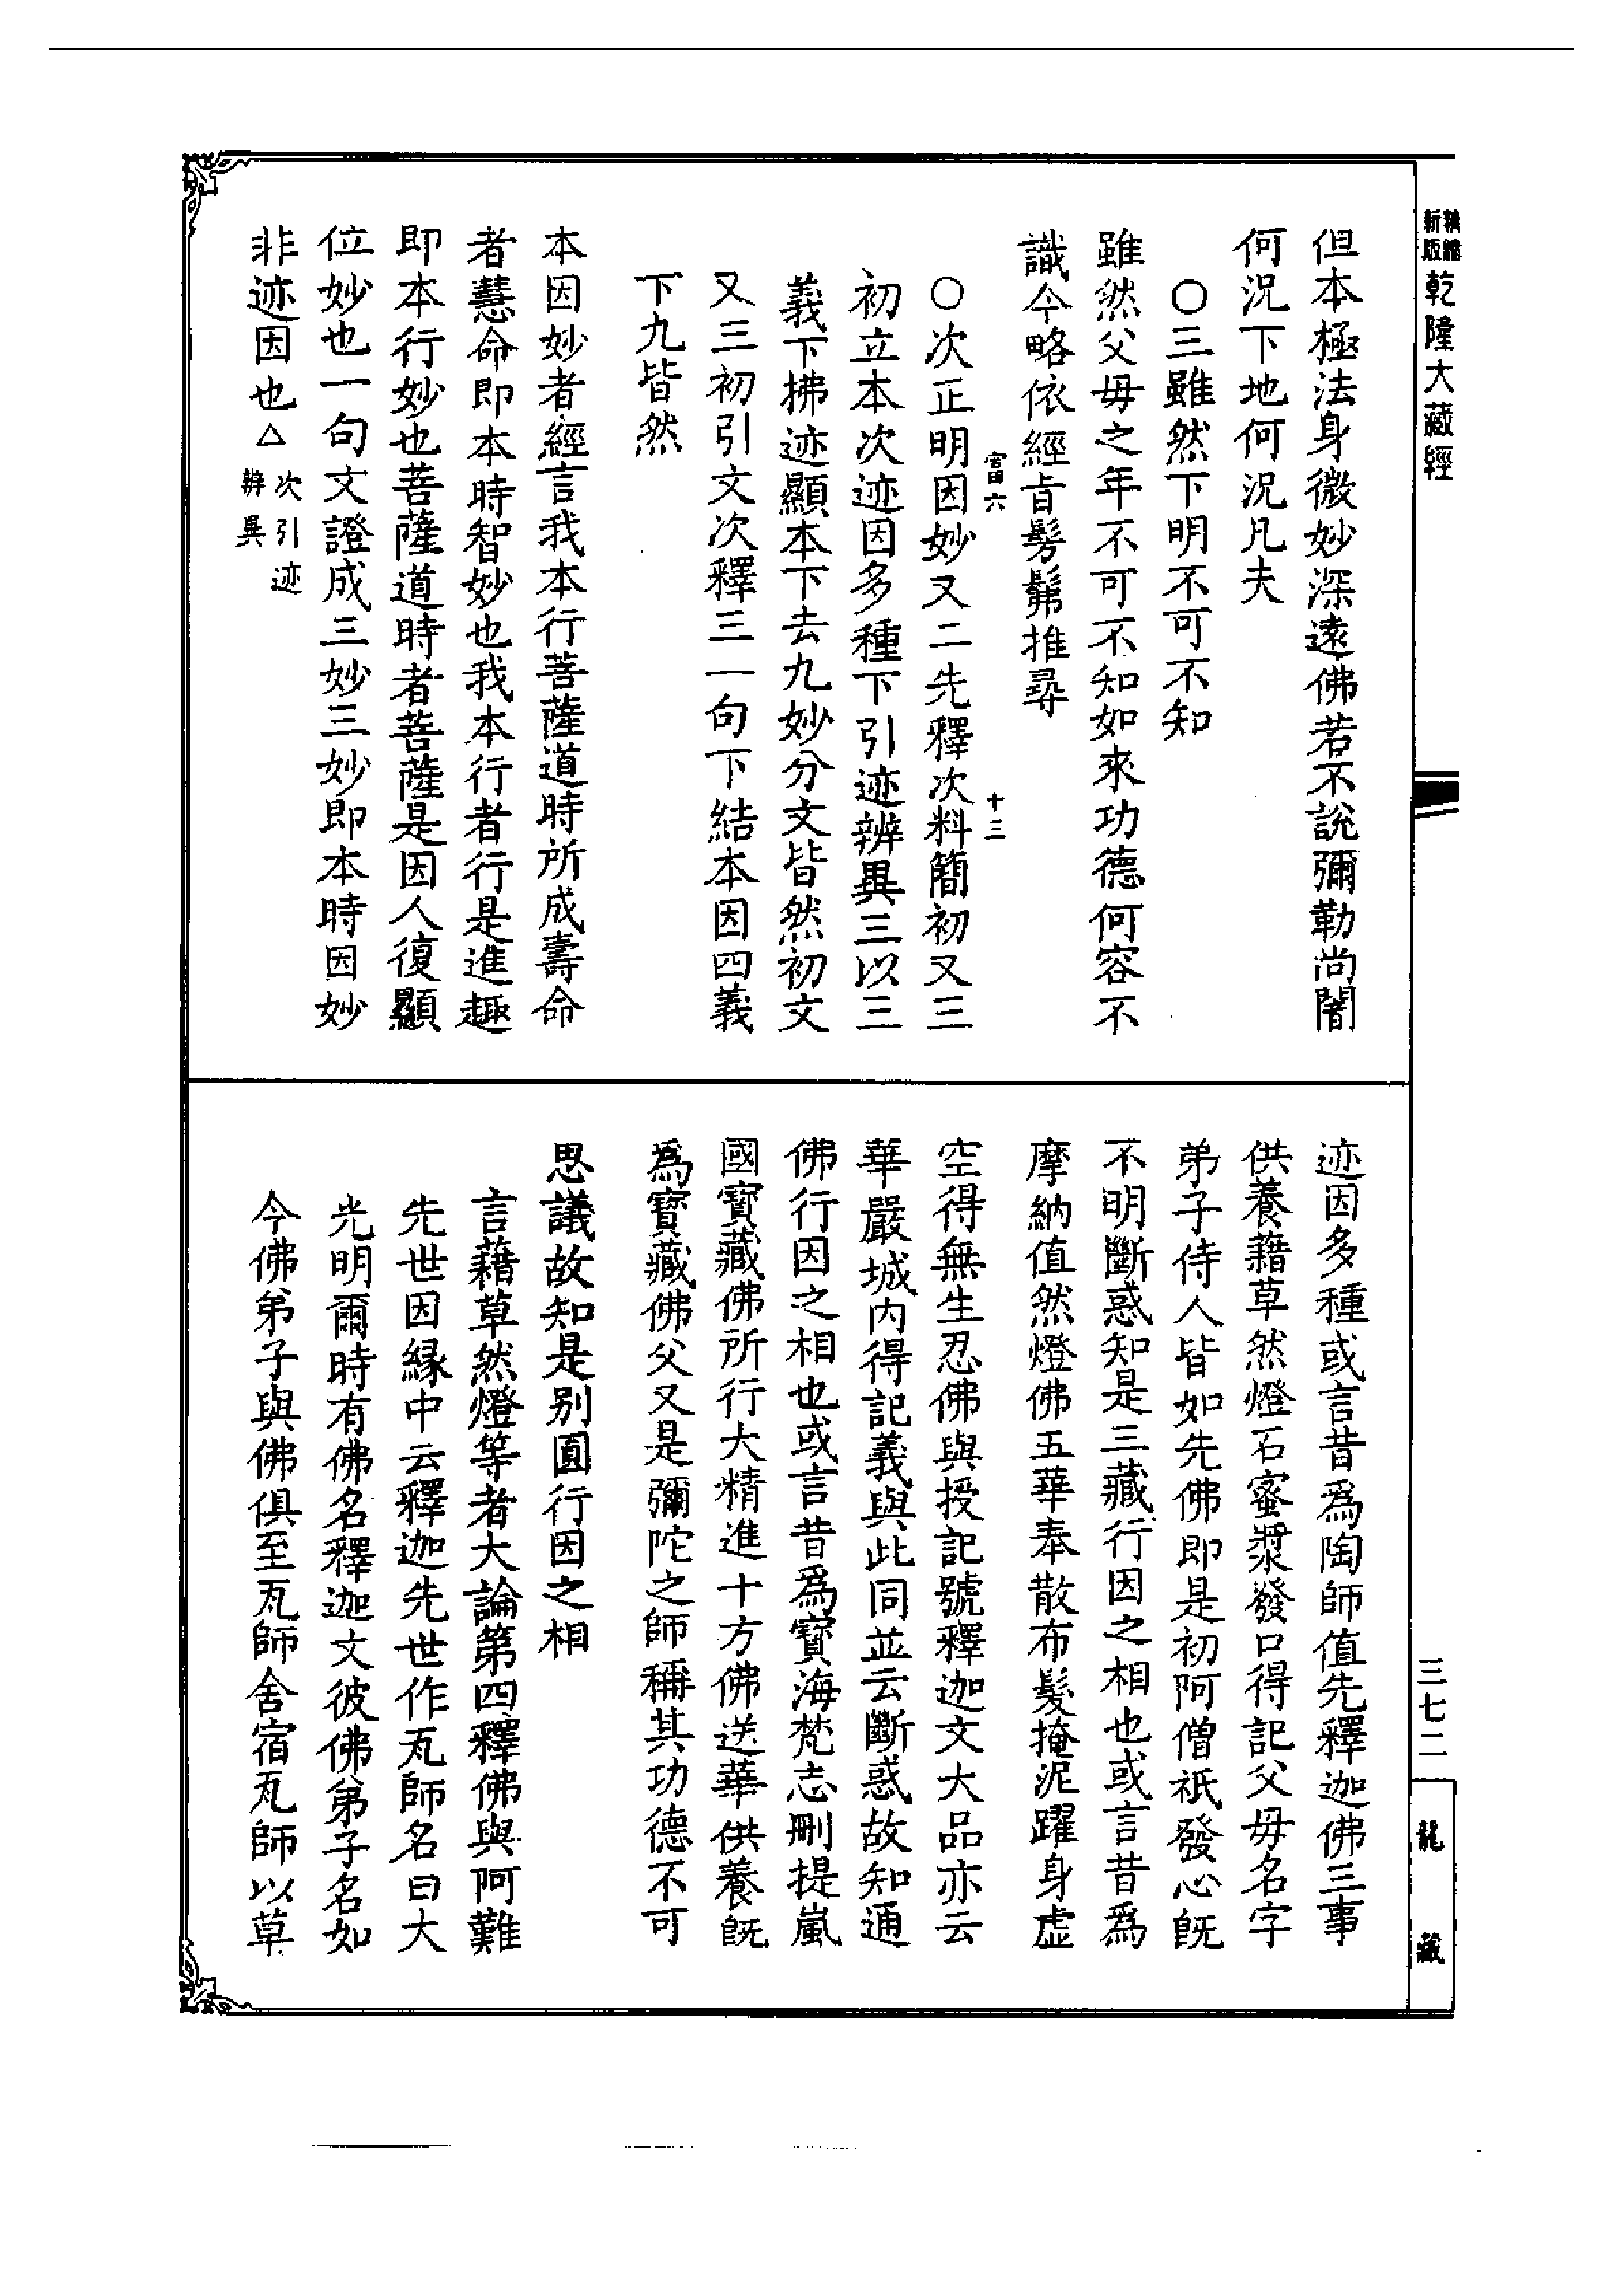 精縮新版乾隆大藏經
三七二
龍藏
但本極法身微妙深遠佛若不說彌勒尚闇
何況下地何況凡夫
○三雖然下明不可不知
雖然父母之年不可不知如來功德何容不
識今略依經旨髣髴推尋
富六　十三
○次正明因妙又二先釋次料簡初又三
初立本次迹因多種下引迹辨異三以三
義下拂迹顯本下去九妙分文皆然初文
又三初引文次釋三一句下結本因四義
下九皆然
本因妙者經言我本行菩薩道時所成壽命
者慧命即本時智妙也我本行者行是進趣
即本行妙也菩薩道時者菩薩是因人復顯
位妙也一句文證成三妙三妙即本時因妙
非迹因也△次引迹辨異
迹因多種或言昔爲陶師值先釋迦佛三事
供養藉草然燈石蜜漿發口得記父母名字
弟子侍人皆如先佛即是初阿僧祇發心既
不明斷惑知是三藏行因之相也或言昔爲
摩納值然燈佛五華奉散布髮掩泥躍身虛
空得無生忍佛與授記號釋迦文大品亦云
華嚴城內得記義與此同並云斷惑故知通
佛行因之相也或言昔爲寶海梵志刪提嵐
國寶藏佛所行大精進十方佛送華供養既
爲寶藏佛父又是彌陀之師稱其功德不可
思議故知是別圓行因之相
言藉草然燈等者大論第四釋佛與阿難
先世因緣中云釋迦先世作瓦師名曰大
光明爾時有佛名釋迦文彼佛弟子名如
今佛弟子與佛俱至瓦師舍宿瓦師以草